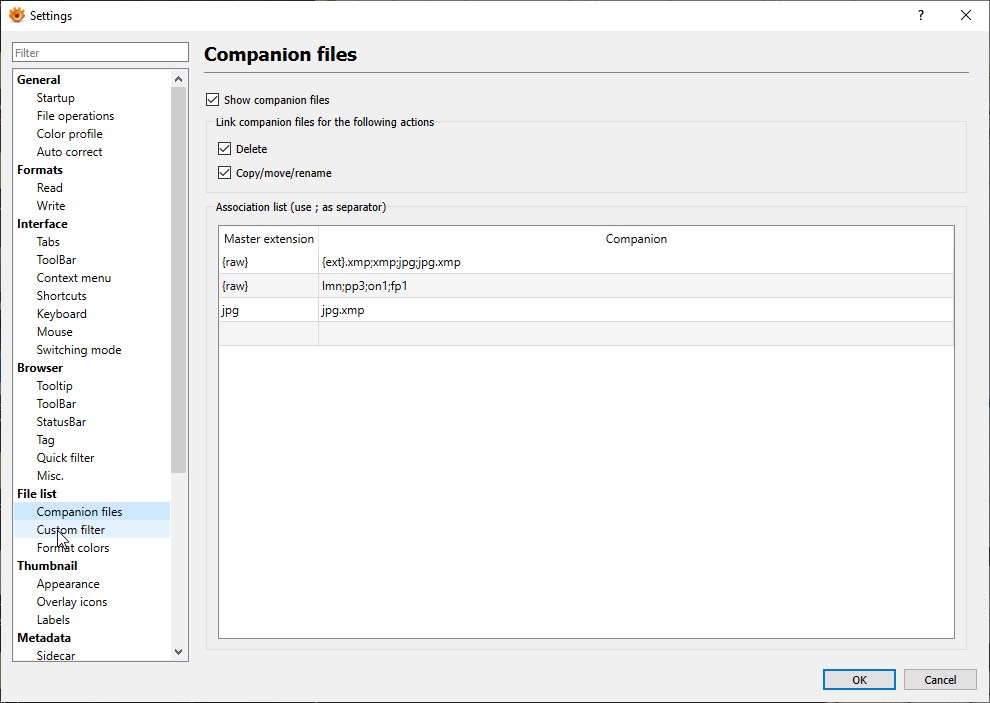 Settings
?
Filter
General
Startup
File operations
Color profile
Auto correct
Formats
Read
Write
Interface
Tabs
ToolBar
Context menu
Shortcuts
Keyboard
Mouse
Switching mode
Browser
Tooltip
ToolBar
StatusBar
Tag
Quick filter
Misc.
File list
Companion files
Custom filter
Format colors
Thumbnail
Appearance
Overlay icons
Labels
Metadata
Sidecar
Companion files
Show companion files
Link companion files for the following actions
Delete
Copy/move/rename
Association list (use ; as separator)
Master extension Companion
{raw} {ext}.xmp;xmp;jpg;jpg.xmp
{raw} lmn;pp3;on1;fp1
jpg jpg.xmp
OK Cancel